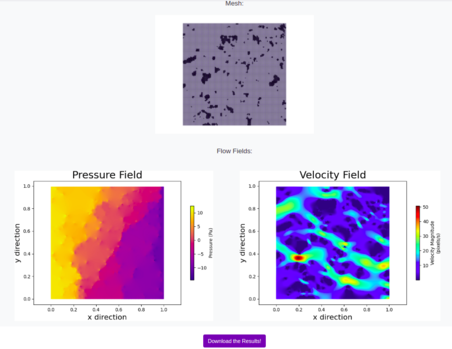 Mesh:
Flow Fields:
Pressure Field
1.0
0.8
0.6
0.4
0.2
0.0
y direction
0.0 0.2 0.4 0.6 0.8 1.0
x direction
10
5
0
−5
−10
Pressure (Pa)
Velocity Field
1.0
0.8
0.6
0.4
0.2
0.0
y direction
0.0 0.2 0.4 0.6 0.8 1.0
x direction
50
40
30
20
10
Velocity Magnitude
(pixels/s)
Download the Results!